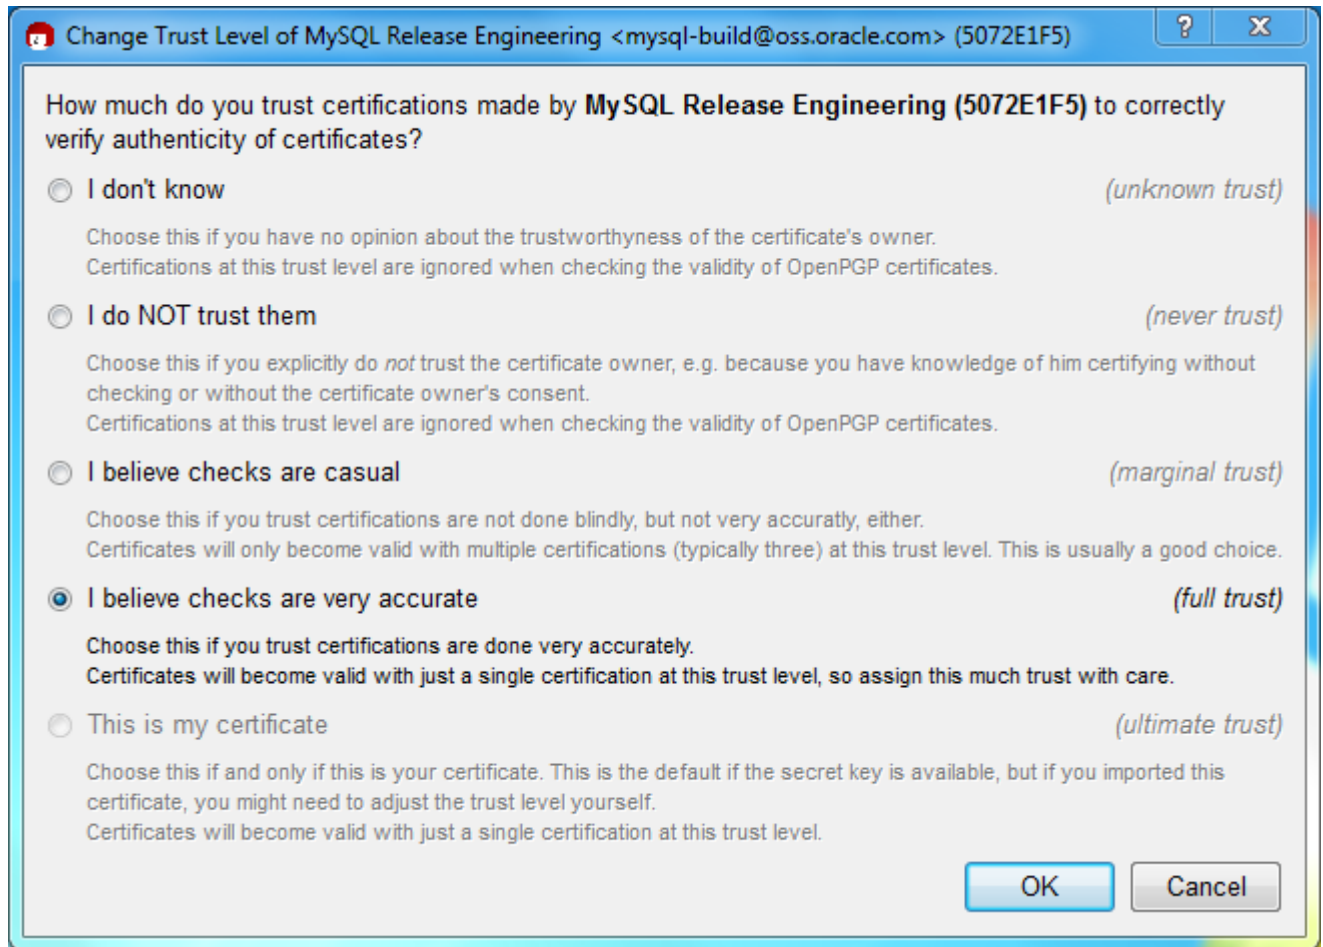 Change Trust Level of MySQL Release Engineering <mysql-build@oss.oracle.com> (5072E1F5)
How much do you trust certifications made by MySQL Release Engineering (5072E1F5) to correctly
verify authenticity of certificates?
I don't know (unknown trust)
Choose this if you have no opinion about the trustworthyness of the certificate's owner.
Certifications at this trust level are ignored when checking the validity of OpenPGP certificates.
I do NOT trust them (never trust)
Choose this if you explicitly do not trust the certificate owner, e.g. because you have knowledge of him certifying without
checking or without the certificate owner's consent.
Certifications at this trust level are ignored when checking the validity of OpenPGP certificates.
I believe checks are casual (marginal trust)
Choose this if you trust certifications are not done blindly, but not very accuratly, either.
Certificates will only become valid with multiple certifications (typically three) at this trust level. This is usually a good choice.
I believe checks are very accurate (full trust)
Choose this if you trust certifications are done very accurately.
Certificates will become valid with just a single certification at this trust level, so assign this much trust with care.
This is my certificate (ultimate trust)
Choose this if and only if this is your certificate. This is the default if the secret key is available, but if you imported this
certificate, you might need to adjust the trust level yourself.
Certificates will become valid with just a single certification at this trust level.
OK Cancel